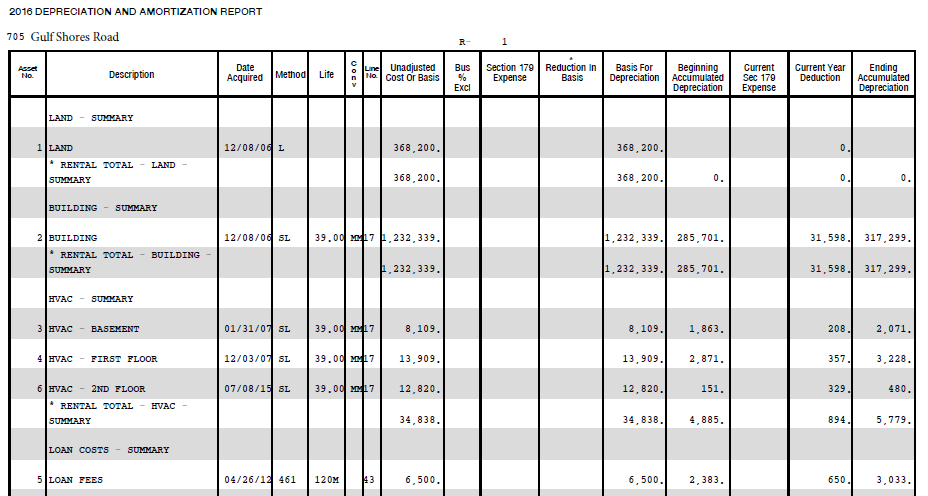 2016 DEPRECIATION AND AMORTIZATION REPORT
705 Gulf Shores Road
R- 1
Asset No. Description Date Acquired Method Life Conv Line No. Unadjusted Cost Or Basis Bus % Excl Section 179 Expense * Reduction In Basis Basis For Depreciation Beginning Accumulated Depreciation Current Sec 179 Expense Current Year Deduction Ending Accumulated Depreciation
LAND - SUMMARY
1 LAND 12/08/06 L 368,200. 368,200. 0.
* RENTAL TOTAL - LAND -
SUMMARY 368,200. 368,200. 0. 0. 0.
BUILDING - SUMMARY
2 BUILDING 12/08/06 SL 39.00 MM 17 1,232,339. 1,232,339. 285,701. 31,598. 317,299.
* RENTAL TOTAL - BUILDING -
SUMMARY 1,232,339. 1,232,339. 285,701. 31,598. 317,299.
HVAC - SUMMARY
3 HVAC - BASEMENT 01/31/07 SL 39.00 MM 17 8,109. 8,109. 1,863. 208. 2,071.
4 HVAC - FIRST FLOOR 12/03/07 SL 39.00 MM 17 13,909. 13,909. 2,871. 357. 3,228.
6 HVAC - 2ND FLOOR 07/08/15 SL 39.00 MM 17 12,820. 12,820. 151. 329. 480.
* RENTAL TOTAL - HVAC -
SUMMARY 34,838. 34,838. 4,885. 894. 5,779.
LOAN COSTS - SUMMARY
5 LOAN FEES 04/26/12 461 120M 43 6,500. 6,500. 2,383. 650. 3,033.